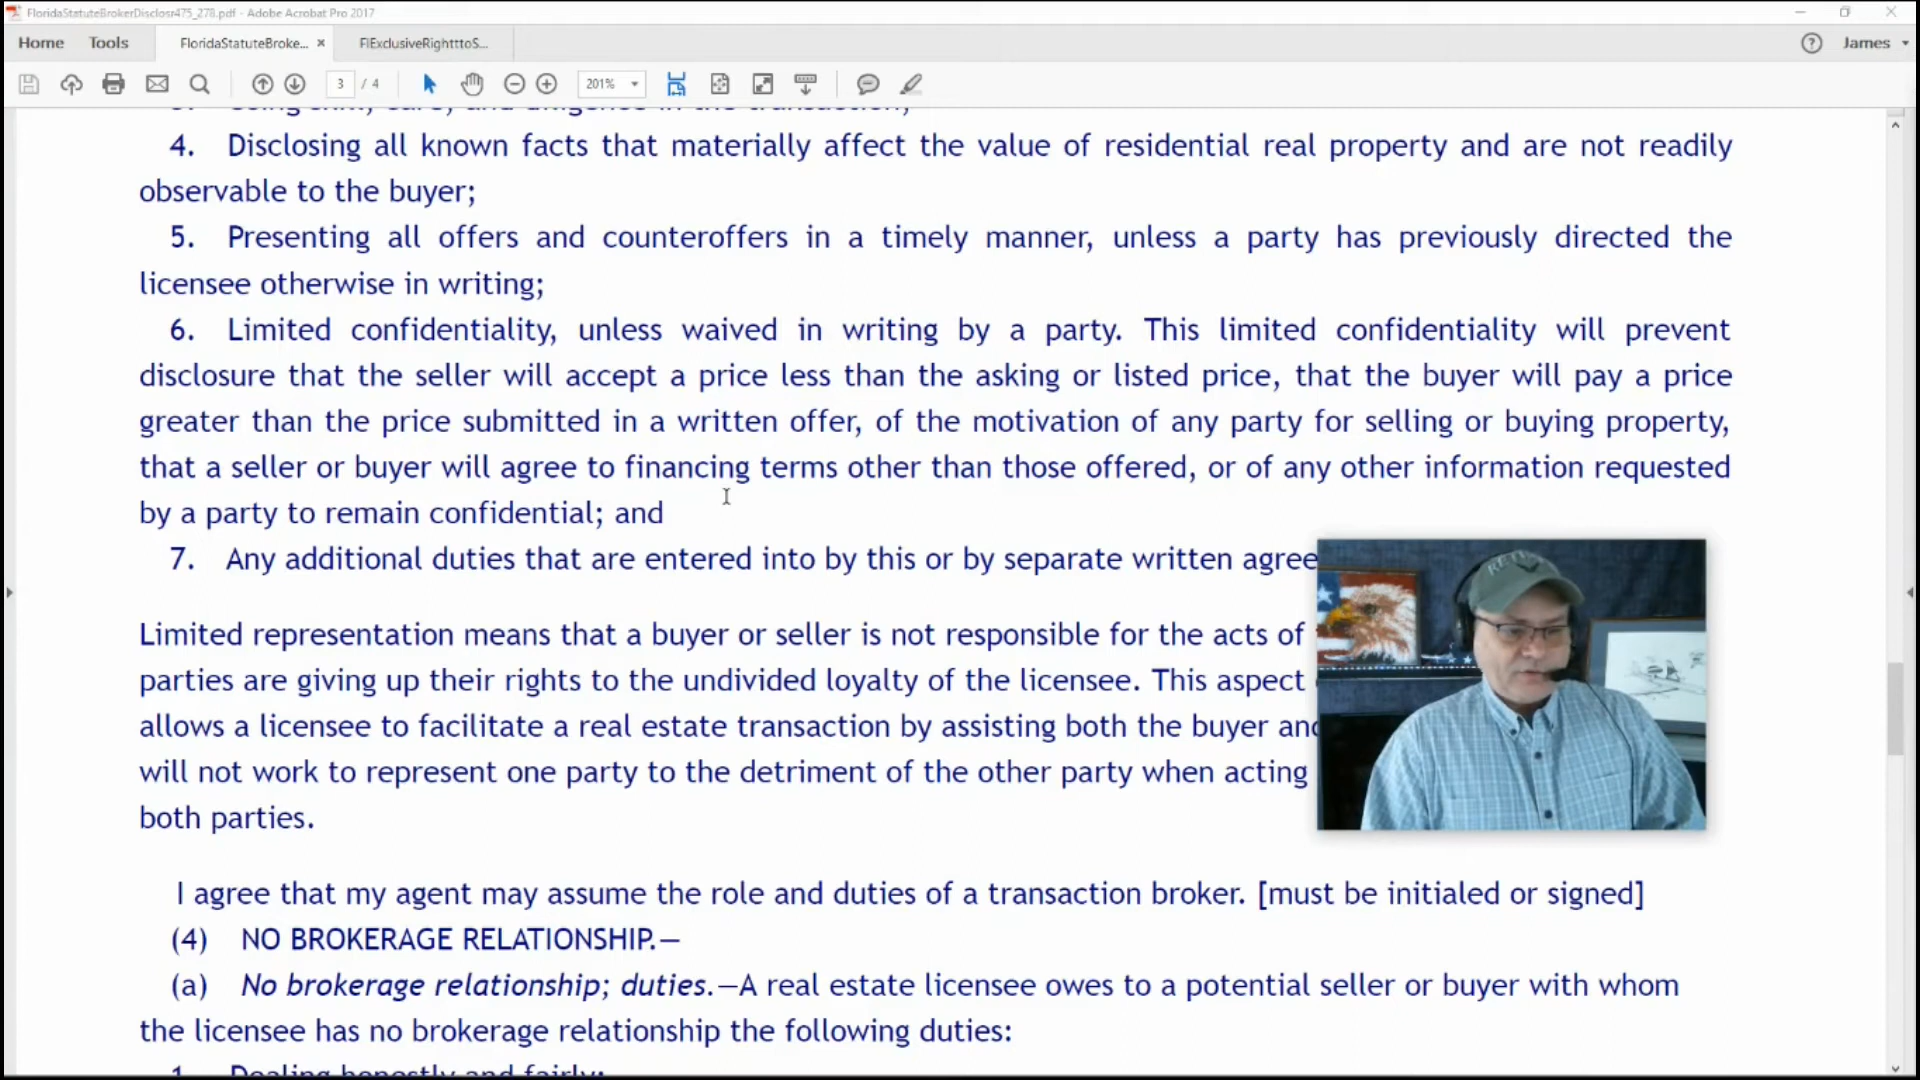 FloridaStatuteBrokerDisclosr475_278.pdf - Adobe Acrobat Pro 2017
Home Tools FloridaStatuteBroke... × FlExclusiveRightttoS... James
3 / 4 201%
4. Disclosing all known facts that materially affect the value of residential real property and are not readily
observable to the buyer;
5. Presenting all offers and counteroffers in a timely manner, unless a party has previously directed the
licensee otherwise in writing;
6. Limited confidentiality, unless waived in writing by a party. This limited confidentiality will prevent
disclosure that the seller will accept a price less than the asking or listed price, that the buyer will pay a price
greater than the price submitted in a written offer, of the motivation of any party for selling or buying property,
that a seller or buyer will agree to financing terms other than those offered, or of any other information requested
by a party to remain confidential; and
7. Any additional duties that are entered into by this or by separate written agree
Limited representation means that a buyer or seller is not responsible for the acts of
parties are giving up their rights to the undivided loyalty of the licensee. This aspect
allows a licensee to facilitate a real estate transaction by assisting both the buyer and
will not work to represent one party to the detriment of the other party when acting
both parties.
I agree that my agent may assume the role and duties of a transaction broker. [must be initialed or signed]
(4) NO BROKERAGE RELATIONSHIP.—
(a) No brokerage relationship; duties.—A real estate licensee owes to a potential seller or buyer with whom
the licensee has no brokerage relationship the following duties:
1. Dealing honestly and fairly;